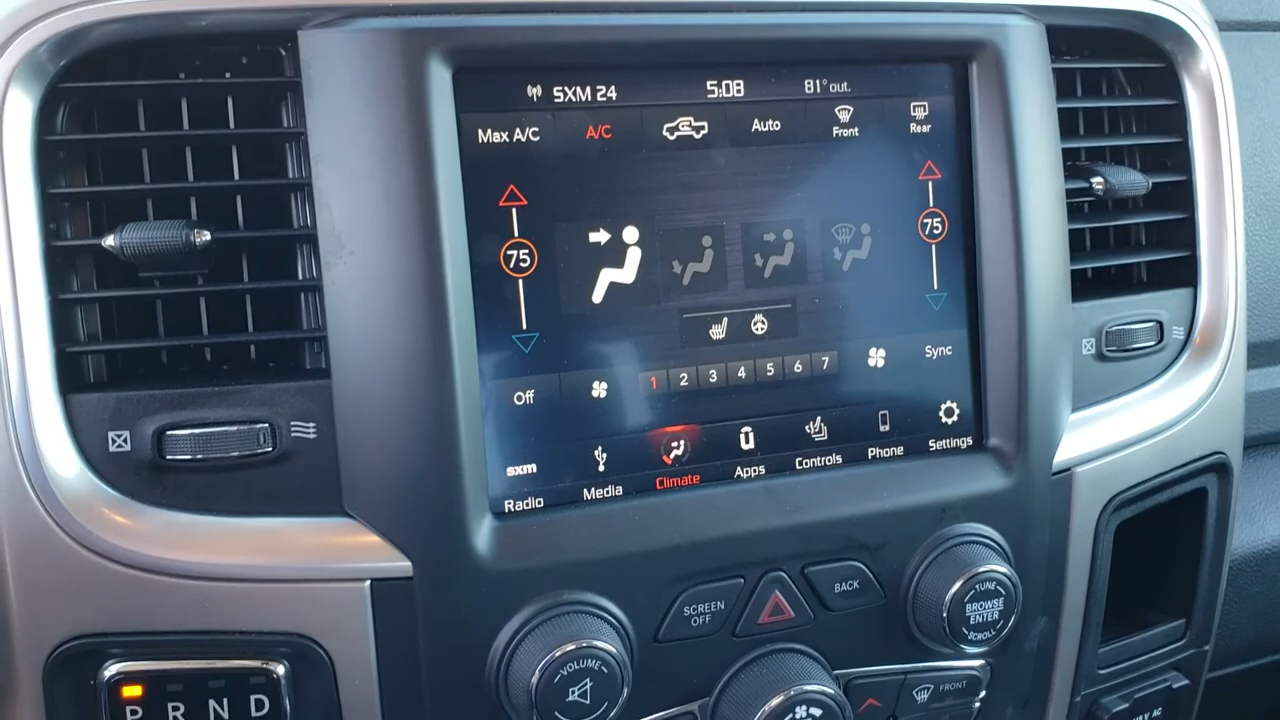 SXM 24 5:08 81° out.
Max A/C A/C Auto Front Rear
75 75
Off 1 2 3 4 5 6 7 Sync
sxm
Radio Media Climate Apps Controls Phone Settings
SCREEN
OFF
BACK
TUNE
BROWSE
ENTER
SCROLL
VOLUME
FRONT
P R N D